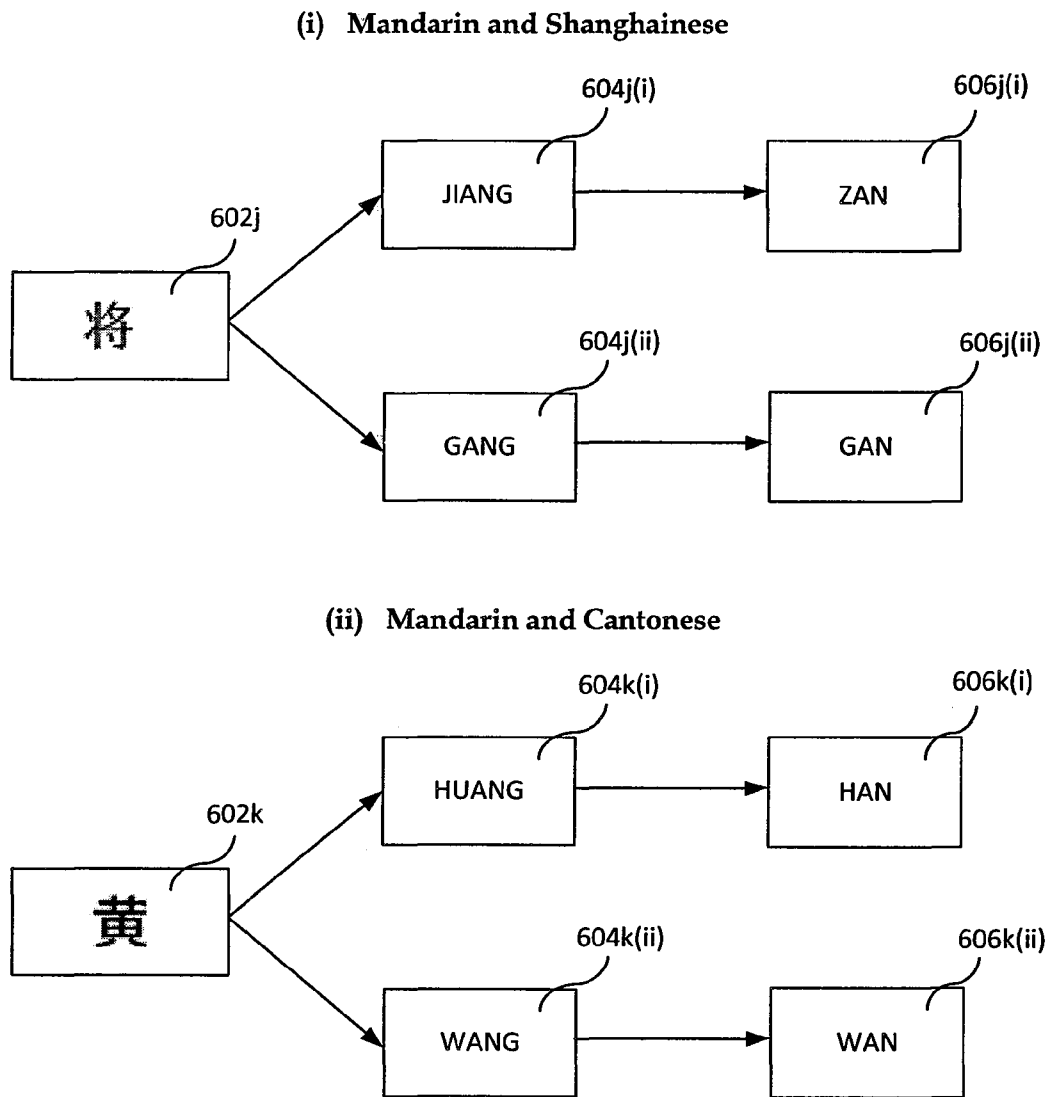 (i) Mandarin and Shanghainese
604j(i)
606j(i)
JIANG
ZAN
602j
将
604j(ii)
606j(ii)
GANG
GAN
(ii) Mandarin and Cantonese
604k(i)
606k(i)
HUANG
HAN
602k
黄
604k(ii)
606k(ii)
WANG
WAN